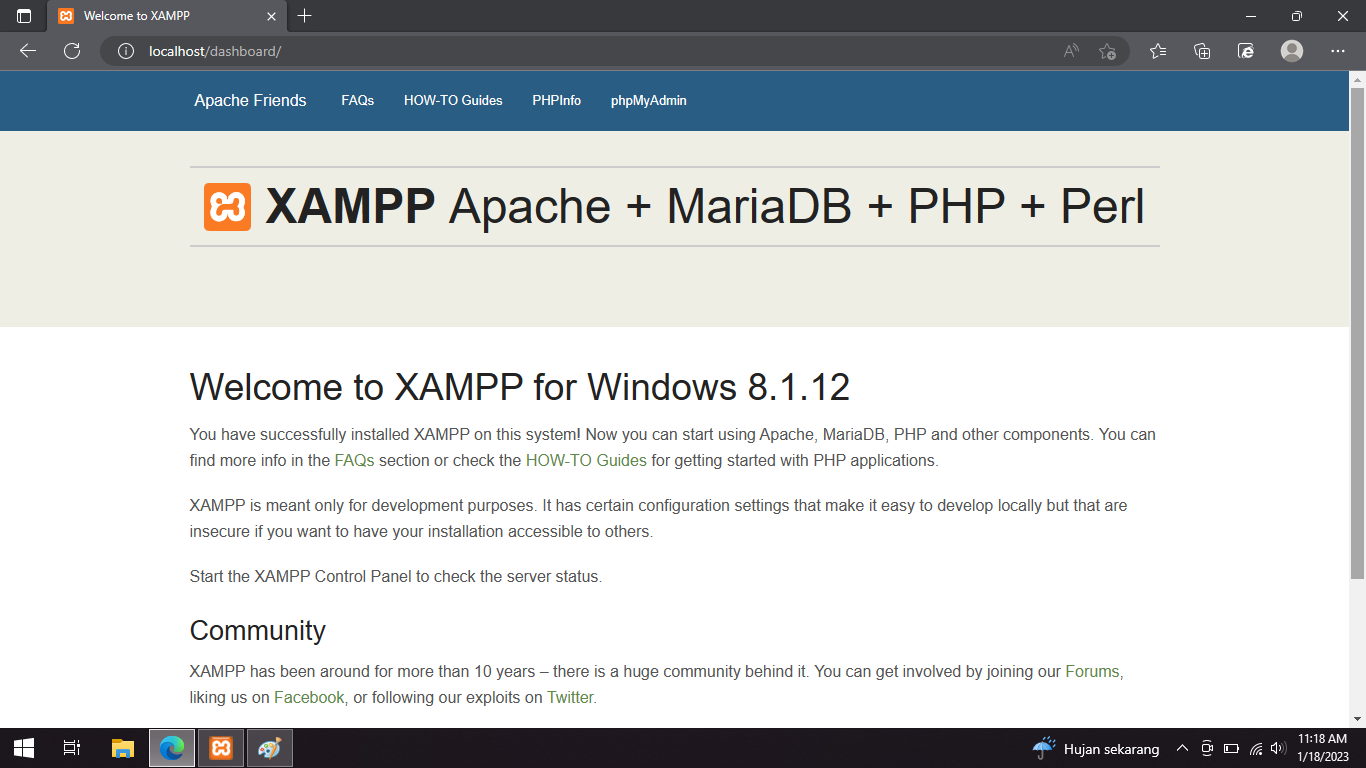 Welcome to XAMPP
localhost/dashboard/
Apache Friends FAQs HOW-TO Guides PHPInfo phpMyAdmin
XAMPP Apache + MariaDB + PHP + Perl
Welcome to XAMPP for Windows 8.1.12
You have successfully installed XAMPP on this system! Now you can start using Apache, MariaDB, PHP and other components. You can
find more info in the FAQs section or check the HOW-TO Guides for getting started with PHP applications.
XAMPP is meant only for development purposes. It has certain configuration settings that make it easy to develop locally but that are
insecure if you want to have your installation accessible to others.
Start the XAMPP Control Panel to check the server status.
Community
XAMPP has been around for more than 10 years – there is a huge community behind it. You can get involved by joining our Forums,
liking us on Facebook, or following our exploits on Twitter.
Hujan sekarang
11:18 AM
1/18/2023